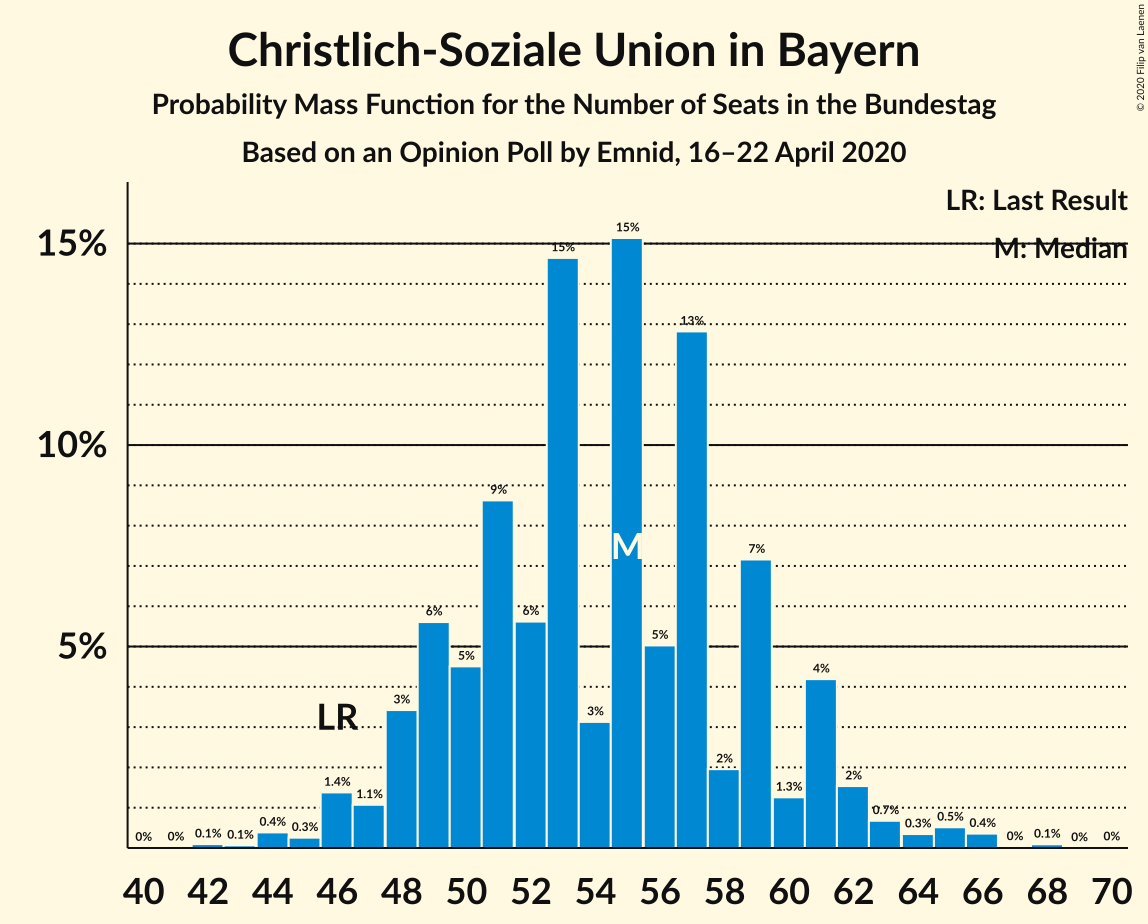 Christlich-Soziale Union in Bayern
Probability Mass Function for the Number of Seats in the Bundestag
Based on an Opinion Poll by Emnid, 16–22 April 2020
© 2020 Filip van Laenen
LR: Last Result
M: Median
15%
10%
5%
0% 0% 0.1% 0.1% 0.4% 0.3% 1.4% 1.1% 3% 6% 5% 9% 6% 15% 3% 15% 5% 13% 2% 7% 1.3% 4% 2% 0.7% 0.3% 0.5% 0.4% 0% 0.1% 0% 0%
LR
M
40 42 44 46 48 50 52 54 56 58 60 62 64 66 68 70